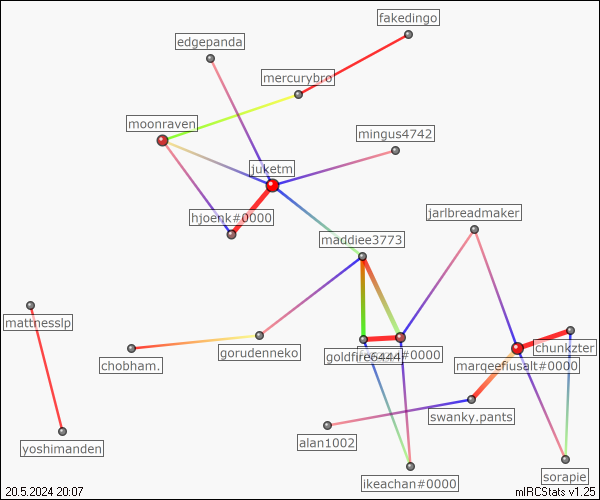 fakedingo
edgepanda
mercurybro
moonraven
mingus4742
juketm
jarlbreadmaker
hjoenk#0000
maddiee3773
mattnesslp
chunkzter
goldfire6444
#0000
gorudenneko
chobham.
marqeefiusalt#0000
swanky.pants
alan1002
yoshimanden
sorapie
ikeachan#0000
20.5.2024 20:07
mIRCStats v1.25